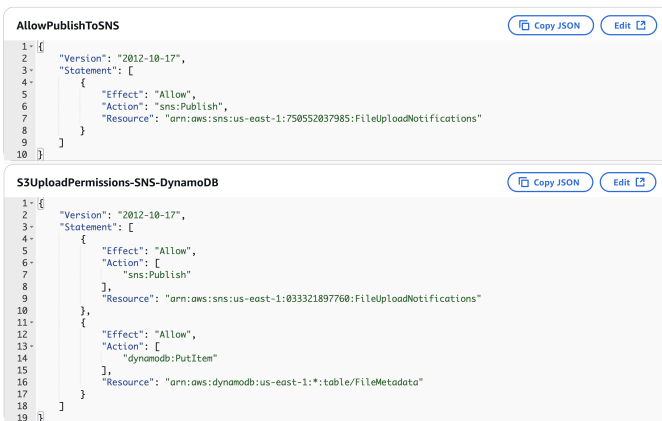 AllowPublishToSNS Copy JSON Edit
1 {
2 "Version": "2012-10-17",
3 "Statement": [
4 {
5 "Effect": "Allow",
6 "Action": "sns:Publish",
7 "Resource": "arn:aws:sns:us-east-1:750552037985:FileUploadNotifications"
8 }
9 ]
10 }
S3UploadPermissions-SNS-DynamoDB Copy JSON Edit
1 {
2 "Version": "2012-10-17",
3 "Statement": [
4 {
5 "Effect": "Allow",
6 "Action": [
7 "sns:Publish"
8 ],
9 "Resource": "arn:aws:sns:us-east-1:033321897760:FileUploadNotifications"
10 },
11 {
12 "Effect": "Allow",
13 "Action": [
14 "dynamodb:PutItem"
15 ],
16 "Resource": "arn:aws:dynamodb:us-east-1:*:table/FileMetadata"
17 }
18 ]
19 }